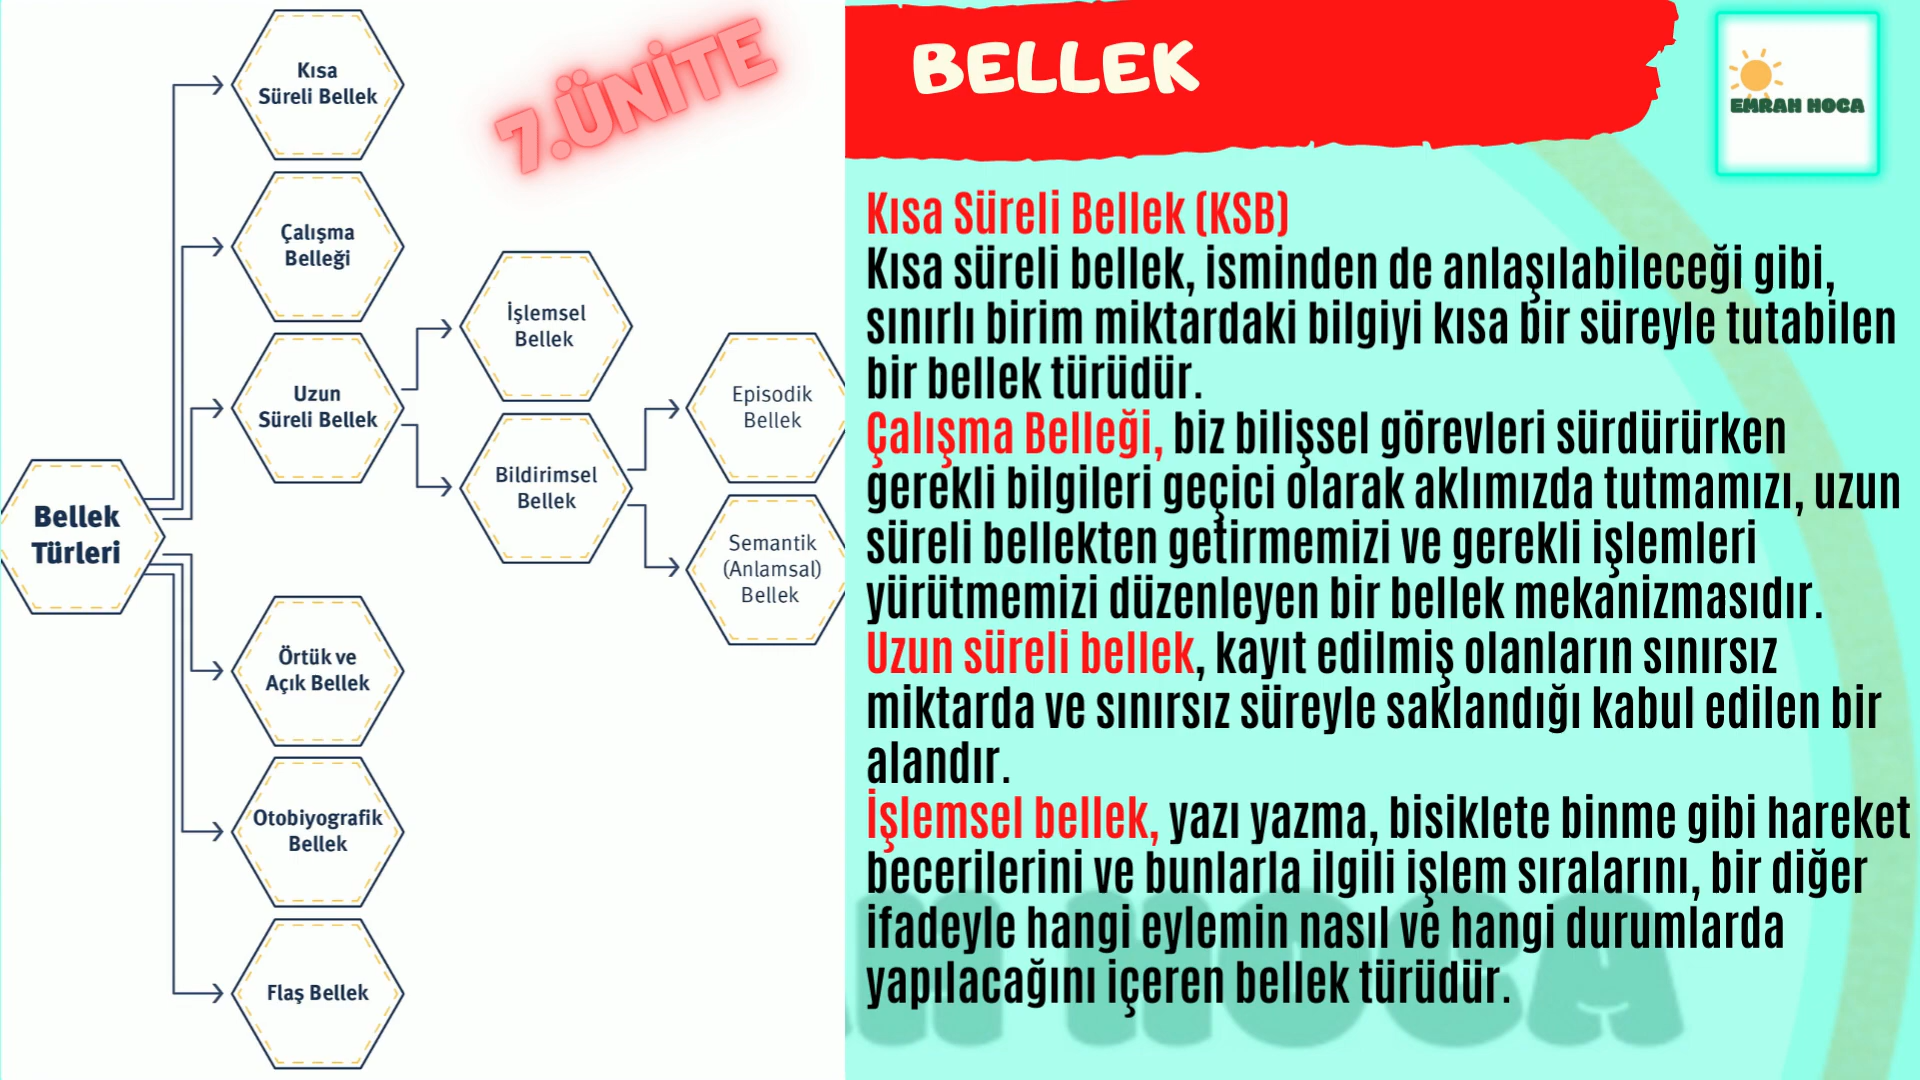 7.ÜNİTE
Kısa
Süreli Bellek
Çalışma
Belleği
Uzun
Süreli Bellek
İşlemsel
Bellek
Bildirimsel
Bellek
Episodik
Bellek
Semantik
(Anlamsal)
Bellek
Bellek
Türleri
Örtük ve
Açık Bellek
Otobiyografik
Bellek
Flaş Bellek
BELLEK
EMRAH HOCA
Kısa Süreli Bellek (KSB)
Kısa süreli bellek, isminden de anlaşılabileceği gibi,
sınırlı birim miktardaki bilgiyi kısa bir süreyle tutabilen
bir bellek türüdür.
Çalışma Belleği, biz bilişsel görevleri sürdürürken
gerekli bilgileri geçici olarak aklımızda tutmamızı, uzun
süreli bellekten getirmemizi ve gerekli işlemleri
yürütmemizi düzenleyen bir bellek mekanizmasıdır.
Uzun süreli bellek, kayıt edilmiş olanların sınırsız
miktarda ve sınırsız süreyle saklandığı kabul edilen bir
alandır.
İşlemsel bellek, yazı yazma, bisiklete binme gibi hareket
becerilerini ve bunlarla ilgili işlem sıralarını, bir diğer
ifadeyle hangi eylemin nasıl ve hangi durumlarda
yapılacağını içeren bellek türüdür.
HOCA